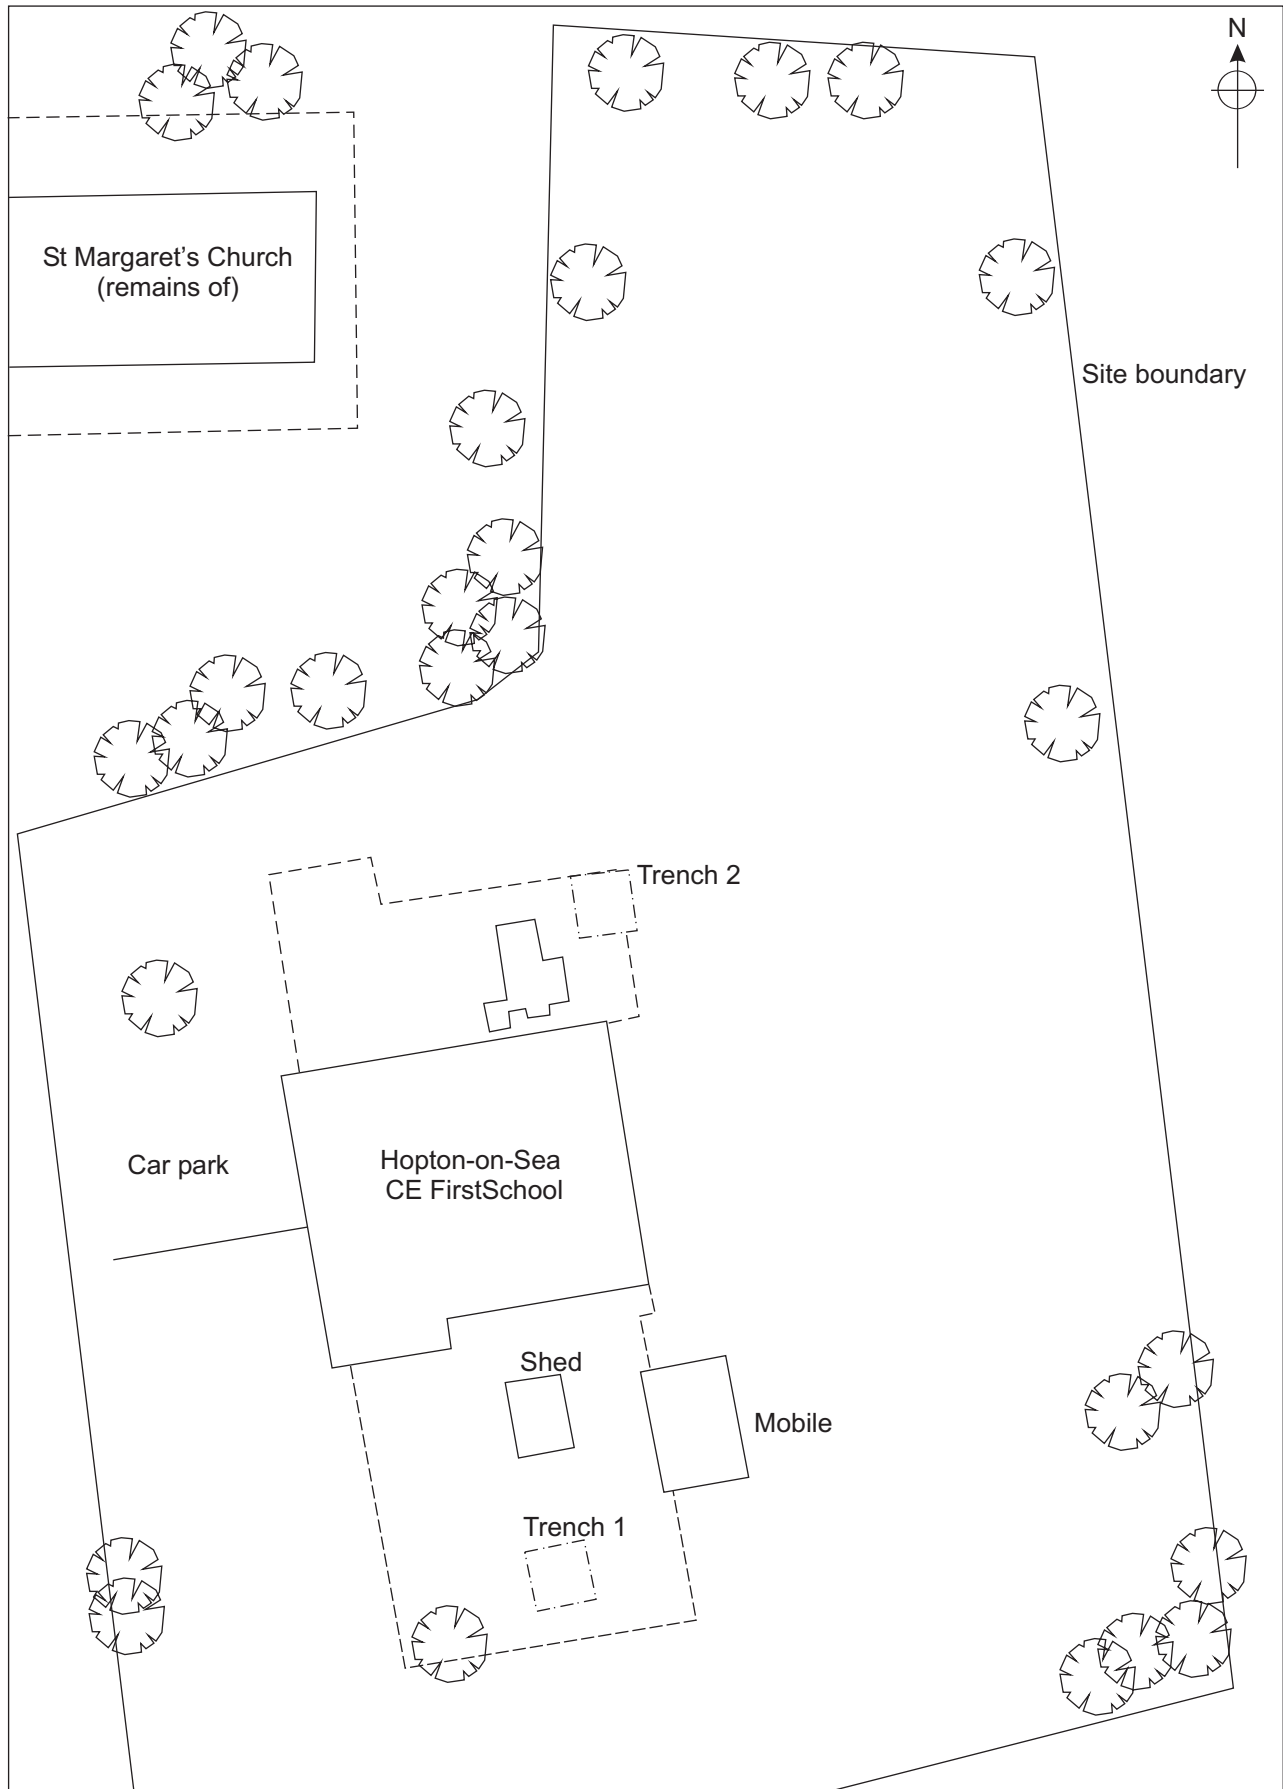 N
St Margaret's Church
(remains of)
Site boundary
Trench 2
Car park
Hopton-on-Sea
CE FirstSchool
Shed
Mobile
Trench 1